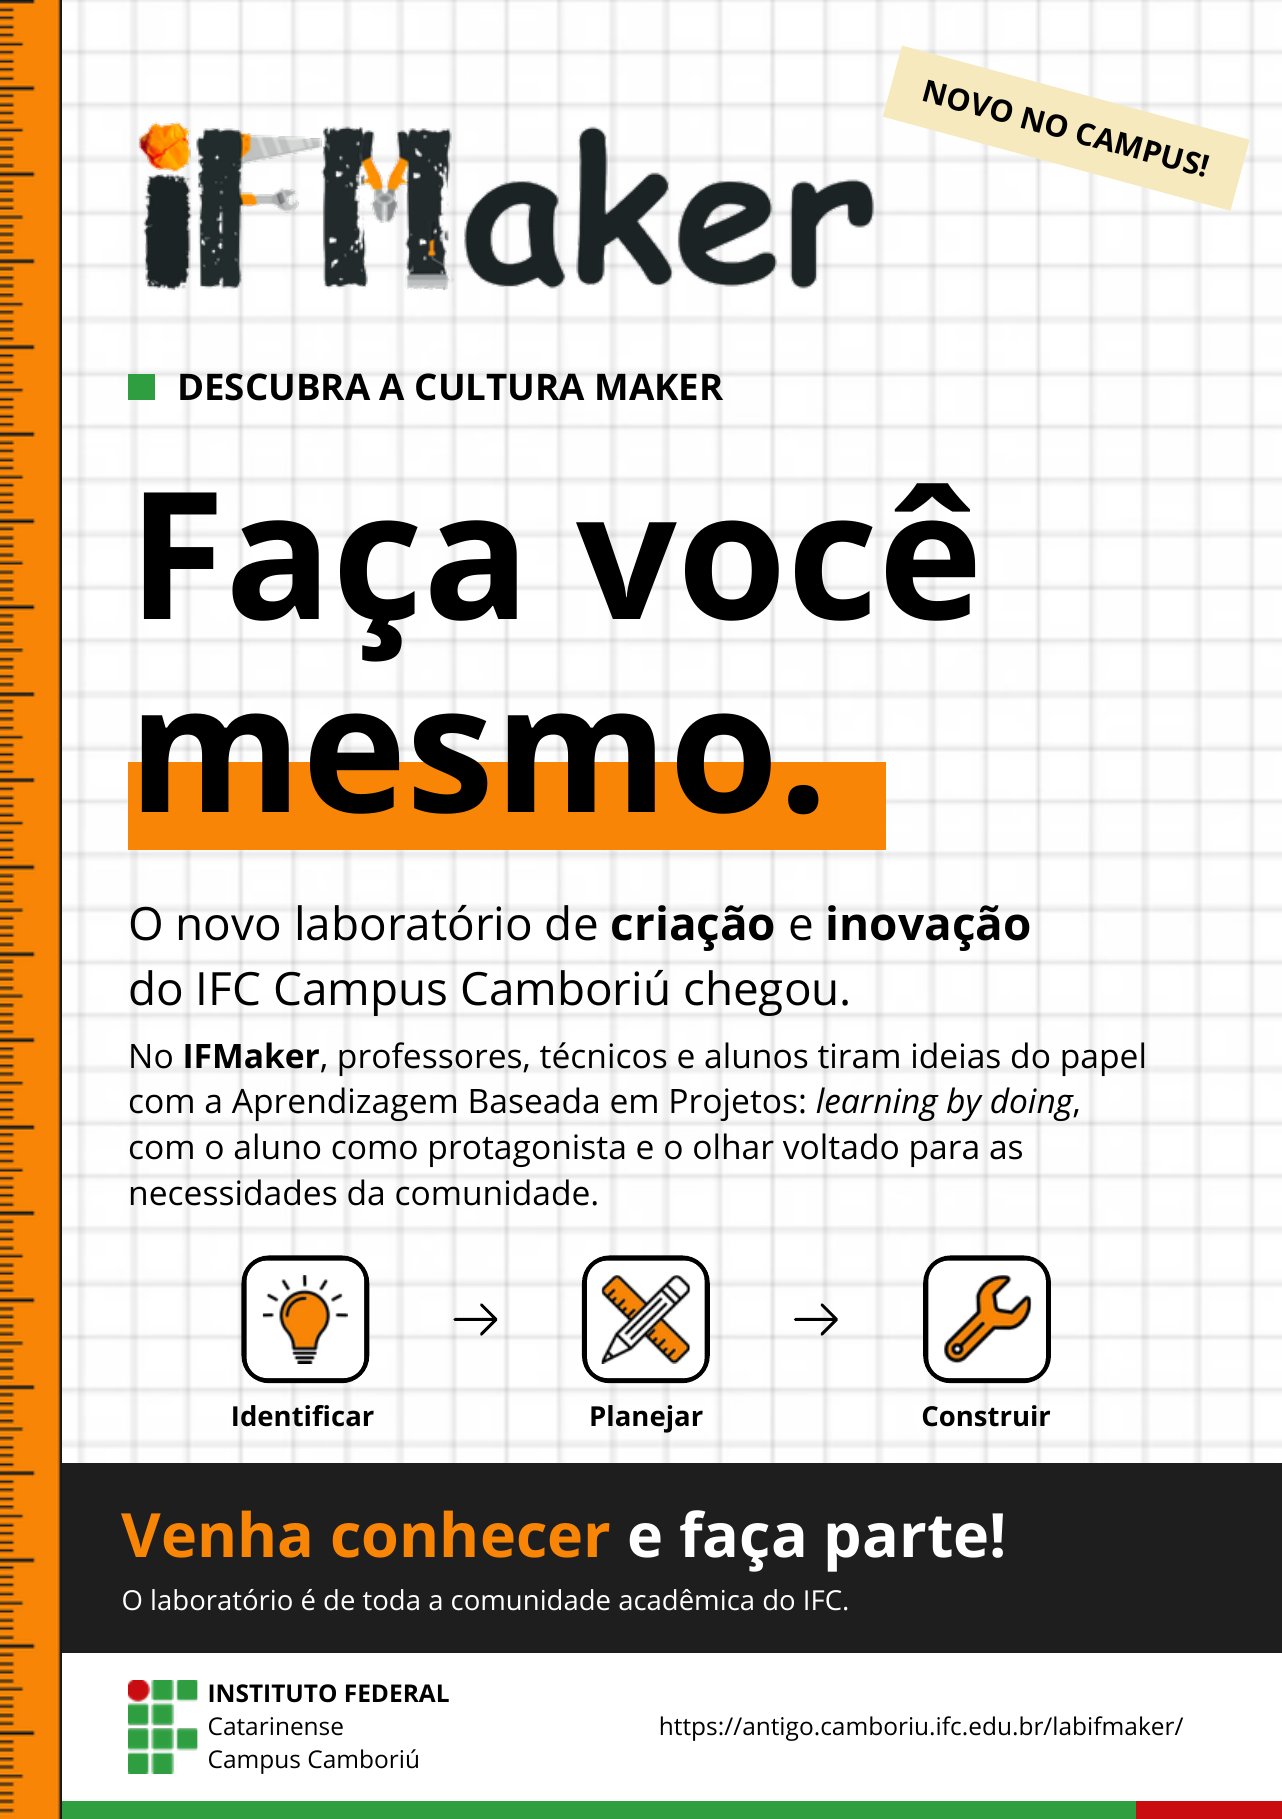 NOVO NO CAMPUS!
iFMaker
DESCUBRA A CULTURA MAKER
Faça você
mesmo.
O novo laboratório de criação e inovação
do IFC Campus Camboriú chegou.
No IFMaker, professores, técnicos e alunos tiram ideias do papel
com a Aprendizagem Baseada em Projetos: learning by doing,
com o aluno como protagonista e o olhar voltado para as
necessidades da comunidade.
Identificar
Planejar
Construir
Venha conhecer e faça parte!
O laboratório é de toda a comunidade acadêmica do IFC.
INSTITUTO FEDERAL
Catarinense
Campus Camboriú
https://antigo.camboriu.ifc.edu.br/labifmaker/